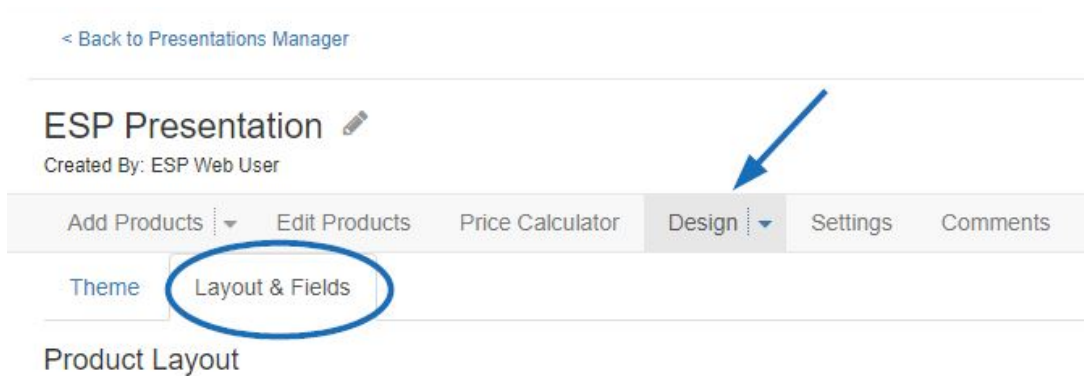 < Back to Presentations Manager
ESP Presentation
Created By: ESP Web User
Add Products Edit Products Price Calculator Design Settings Comments
Theme Layout & Fields
Product Layout